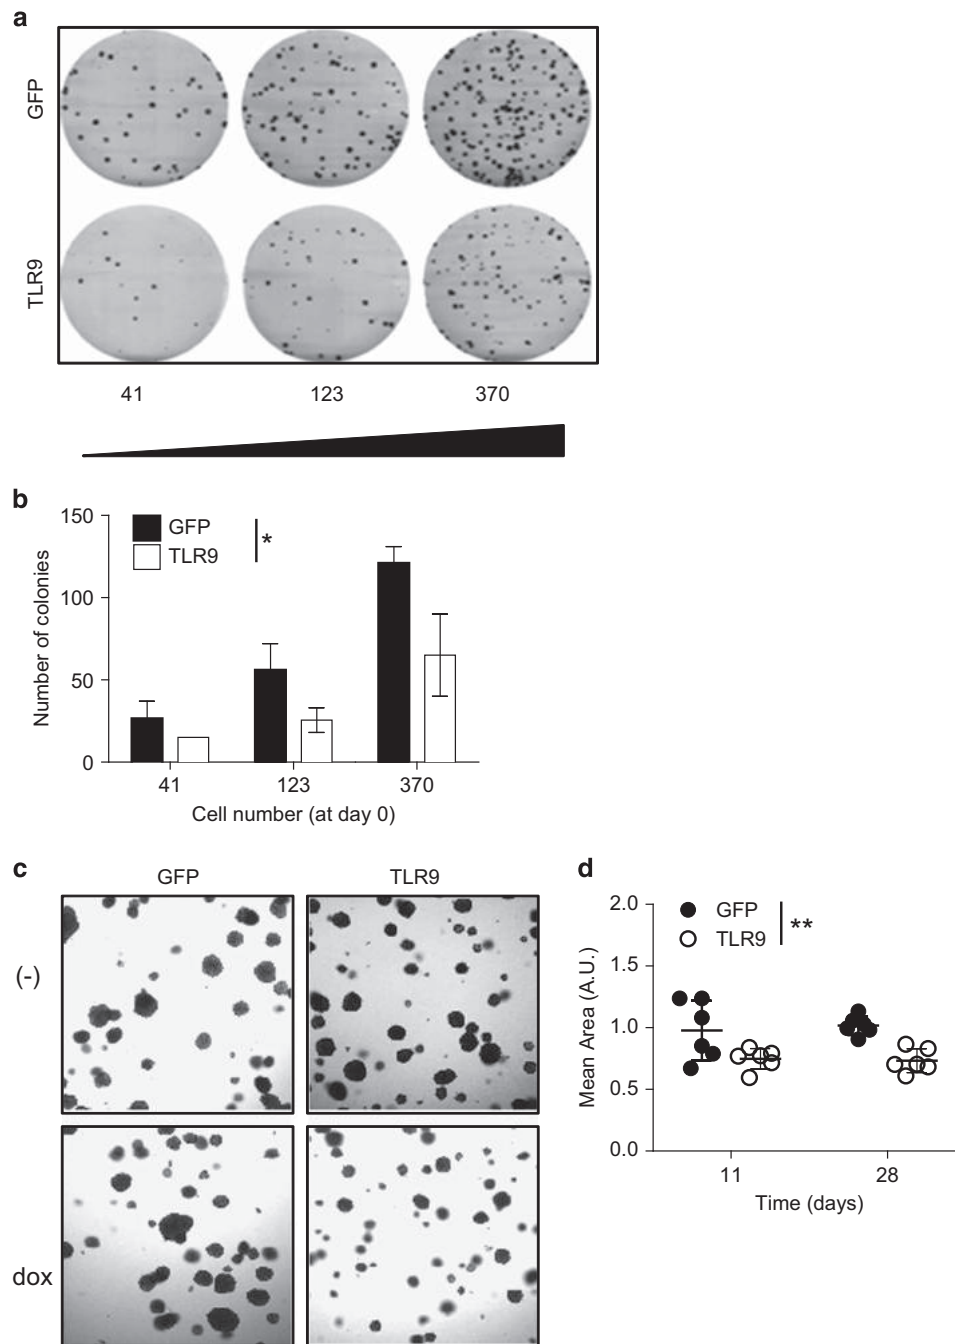 a
GFP
TLR9
41 123 370
b
150
100
50
0
Number of colonies
GFP
TLR9
*
41 123 370
Cell number (at day 0)
c
GFP TLR9
(-)
dox
d
2.0
1.5
1.0
0.5
0.0
Mean Area (A.U.)
GFP
TLR9
**
11 28
Time (days)